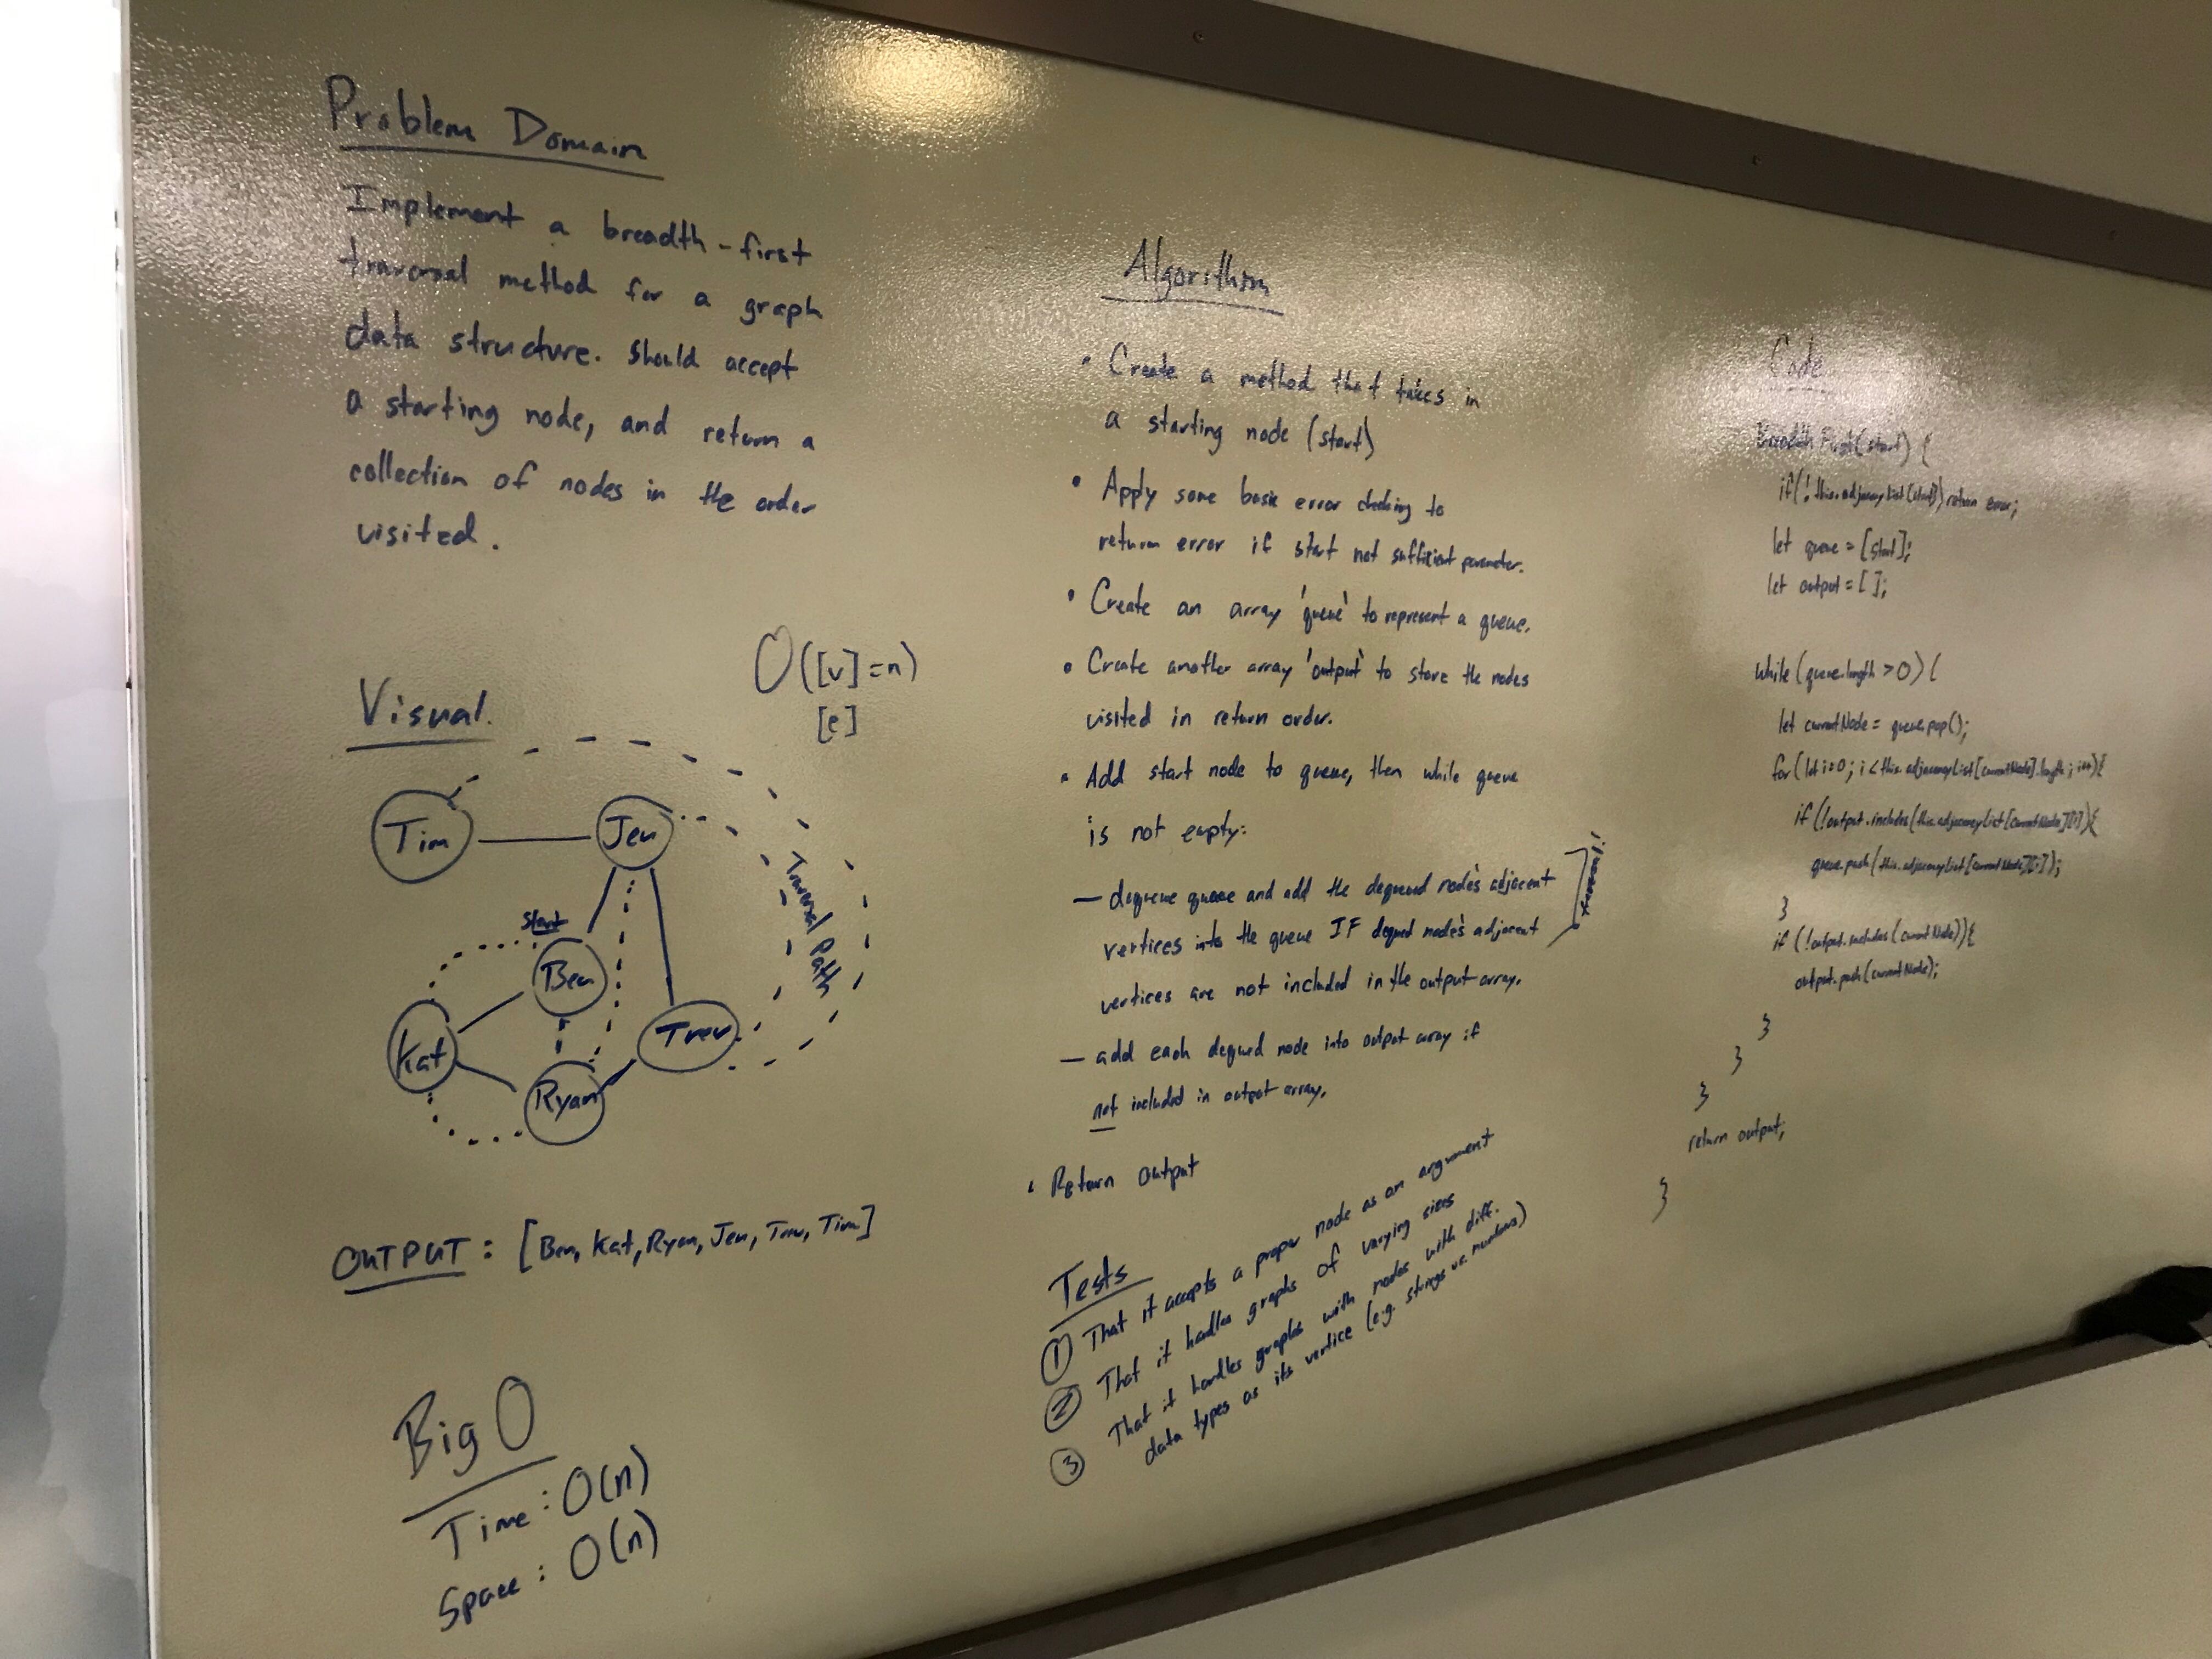 Problem Domain
Implement a breadth-first
traversal method for a graph
data structure. Should accept
a starting node, and return a
collection of nodes in the order
visited.
O([v]=n)
[e]
Visual
Tim
Jen
start
Ben
Kat
Ryan
Trev
Traversal Path
OUTPUT: [Ben, Kat, Ryan, Jen, Trev, Tim]
Big O
Time: O(n)
Space: O(n)
Algorithm
• Create a method that takes in
a starting node (start)
• Apply some basic error checking to
return error if start not sufficient parameter.
• Create an array 'queue' to represent a queue.
• Create another array 'output' to store the nodes
visited in return order.
• Add start node to queue, then while queue
is not empty:
— dequeue queue and add the dequed node's adjacent
vertices into the queue IF dequed node's adjacent
vertices are not included in the output array.
— add each dequed node into output array if
not included in output array.
• Return output
Tests
① That it accepts a proper node as an argument
② That it handles graphs of varying sizes
③ That it handles graphs with nodes with diff.
data types as its vertice (e.g. strings vs. numbers)
Code
BreadthFirst(start) {
if(!this.adjacencyList[start]) return error;
let queue = [start];
let output = [];
while (queue.length > 0) {
let currentNode = queue.pop();
for (let i=0; i < this.adjacencyList[currentNode].length; i++){
if (!output.includes(this.adjacencyList[currentNode][i]){
queue.push(this.adjacencyList[currentNode][i]);
}
if (!output.includes(currentNode)){
output.push(currentNode);
}
}
}
return output;
}